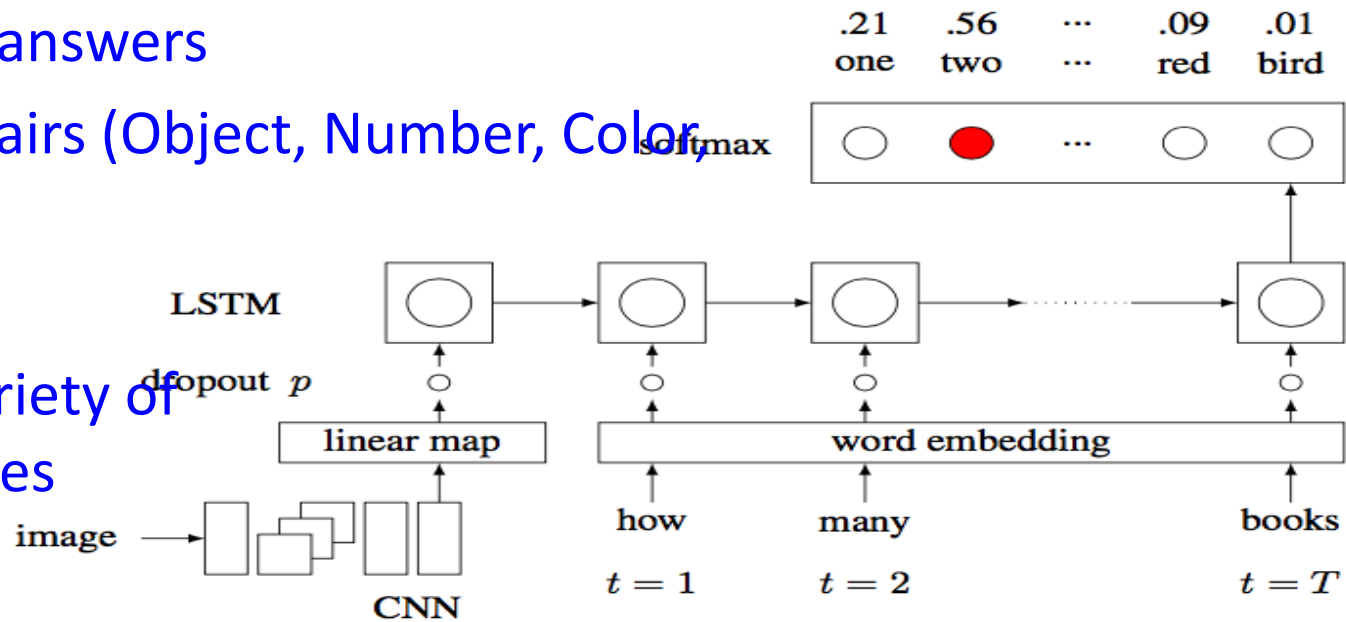 answers
airs (Object, Number, Color,
riety of
es
.21 .56 ... .09 .01
one two ... red bird
softmax
LSTM
dropout p
linear map
word embedding
image
how many books
t = 1 t = 2 t = T
CNN